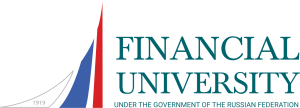 1919
FINANCIAL
UNIVERSITY
UNDER THE GOVERNMENT OF THE RUSSIAN FEDERATION